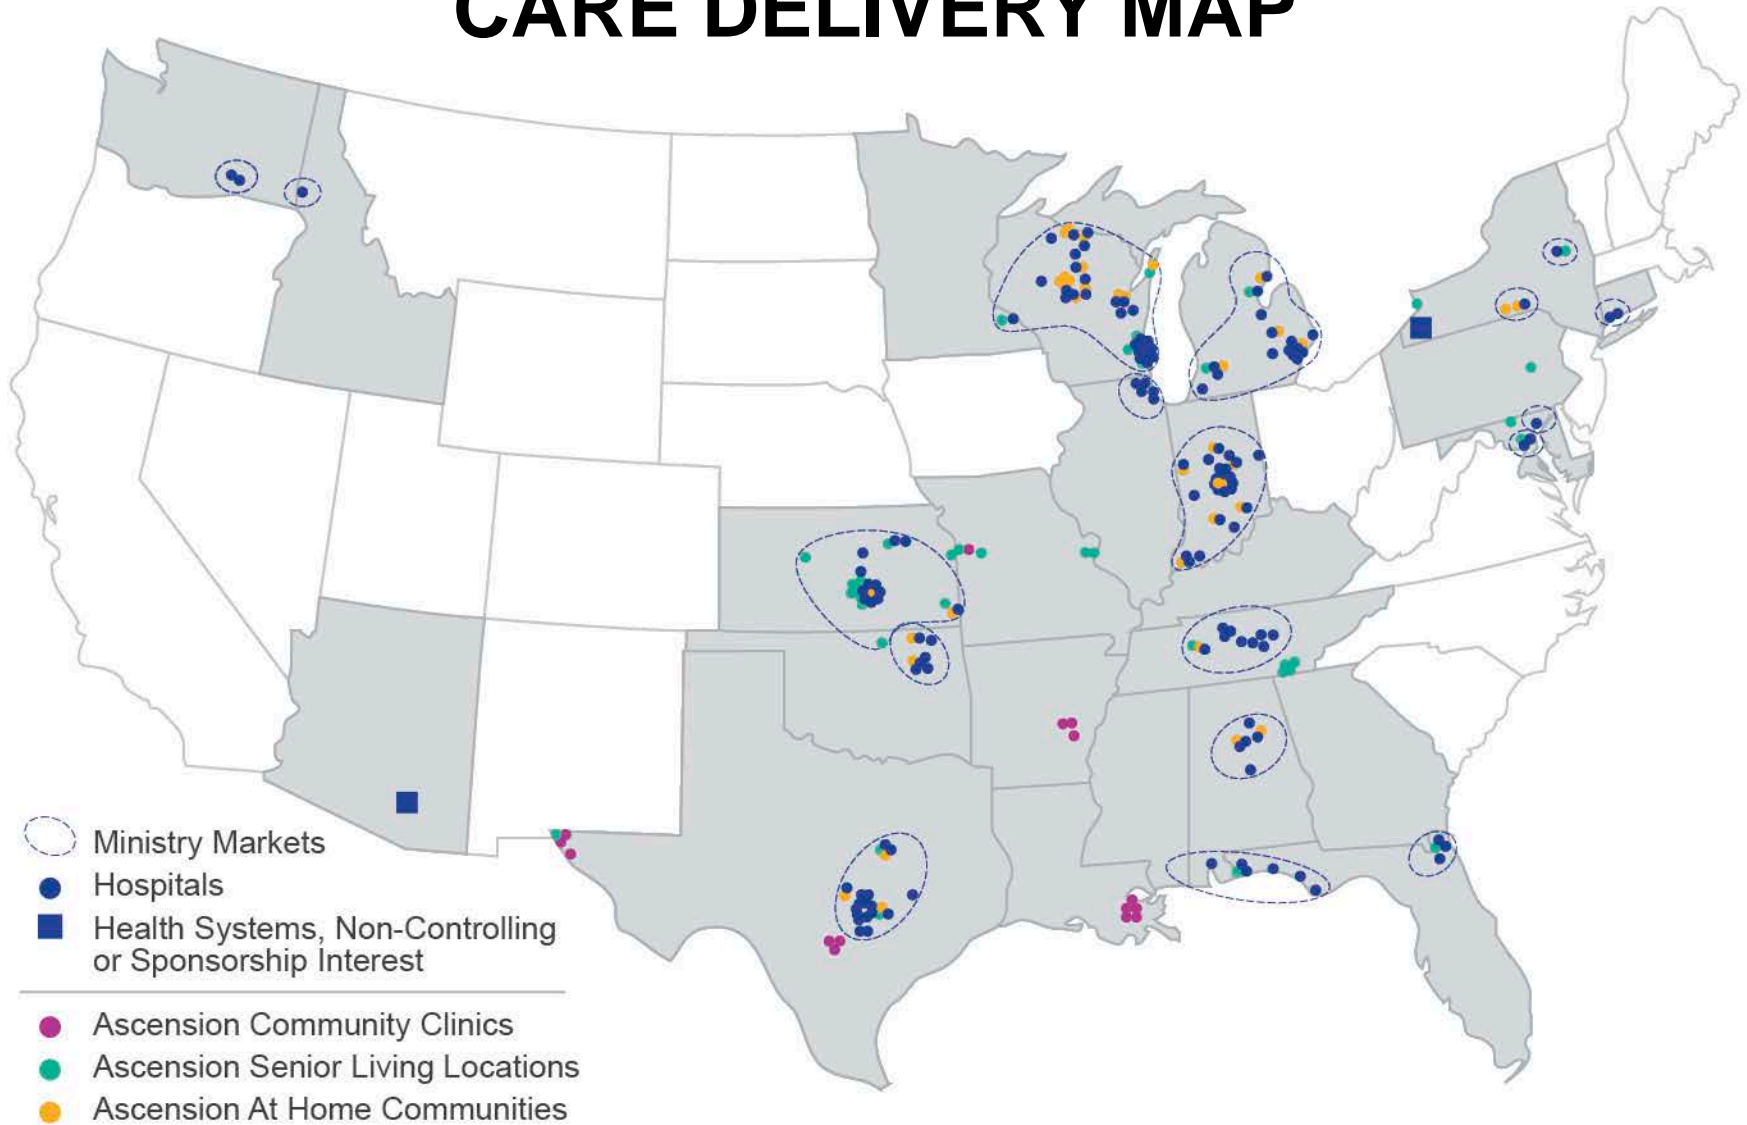 CARE DELIVERY MAP
Ministry Markets
Hospitals
Health Systems, Non-Controlling
or Sponsorship Interest
Ascension Community Clinics
Ascension Senior Living Locations
Ascension At Home Communities